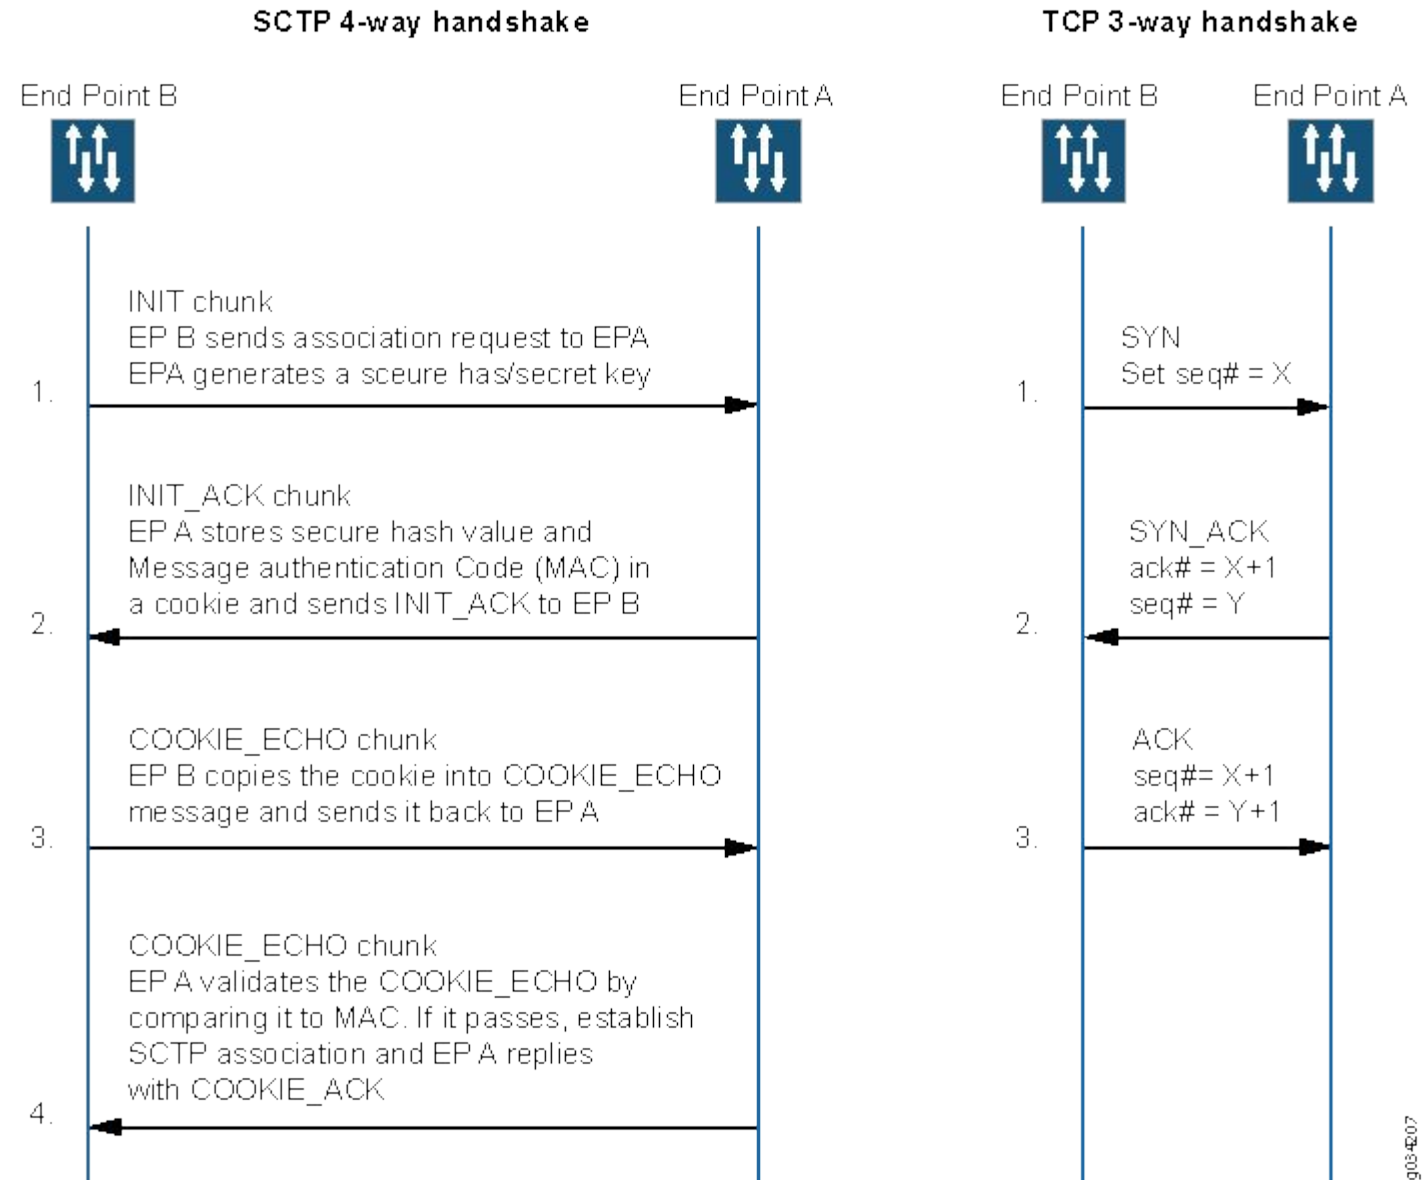 SCTP 4-way handshake
TCP 3-way handshake
End Point B
End Point A
End Point B
End Point A
INIT chunk
EP B sends association request to EPA
EPA generates a sceure has/secret key
1.
INIT_ACK chunk
EP A stores secure hash value and
Message authentication Code (MAC) in
a cookie and sends INIT_ACK to EP B
2.
COOKIE_ECHO chunk
EP B copies the cookie into COOKIE_ECHO
message and sends it back to EP A
3.
COOKIE_ECHO chunk
EP A validates the COOKIE_ECHO by
comparing it to MAC. If it passes, establish
SCTP association and EP A replies
with COOKIE_ACK
4.
SYN
Set seq# = X
1.
SYN_ACK
ack# = X+1
seq# = Y
2.
ACK
seq#= X+1
ack# = Y+1
3.
g034207